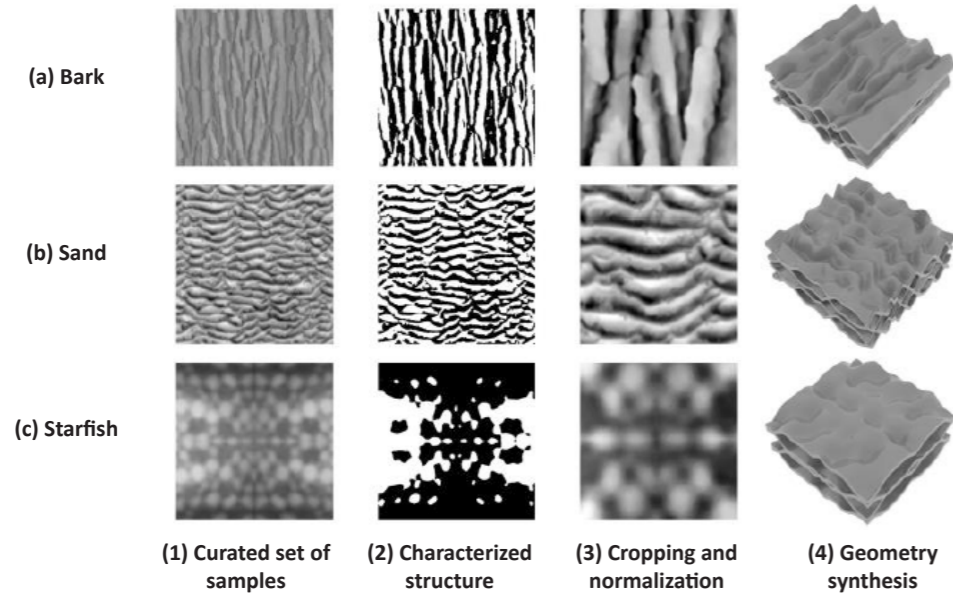 (a) Bark
(b) Sand
(c) Starfish
(1) Curated set of
samples
(2) Characterized
structure
(3) Cropping and
normalization
(4) Geometry
synthesis